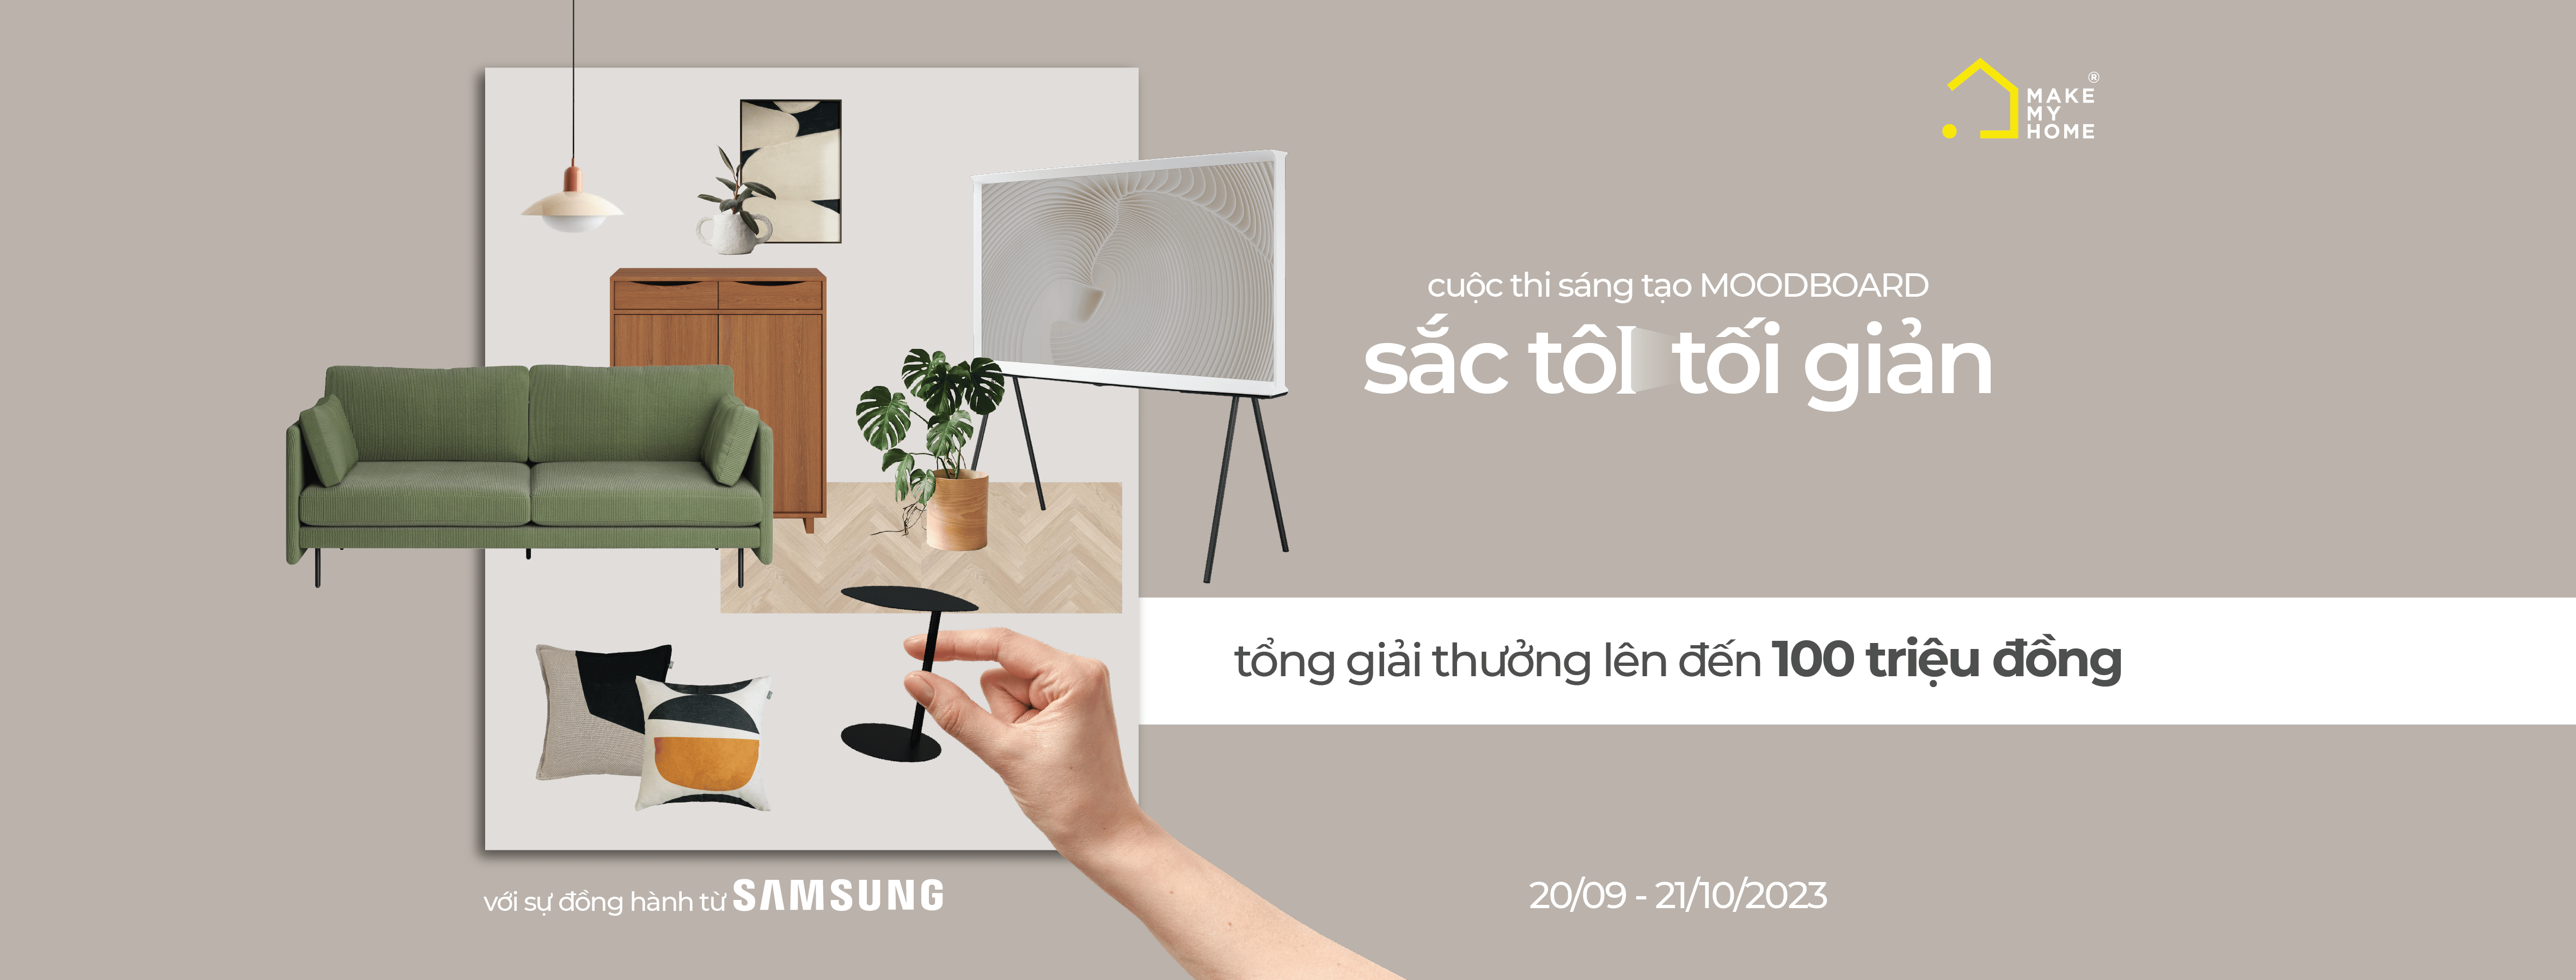 MAKE
MY
HOME
®
cuộc thi sáng tạo MOODBOARD
sắc tôi tối giản
tổng giải thưởng lên đến 100 triệu đồng
với sự đồng hành từ SAMSUNG
20/09 - 21/10/2023